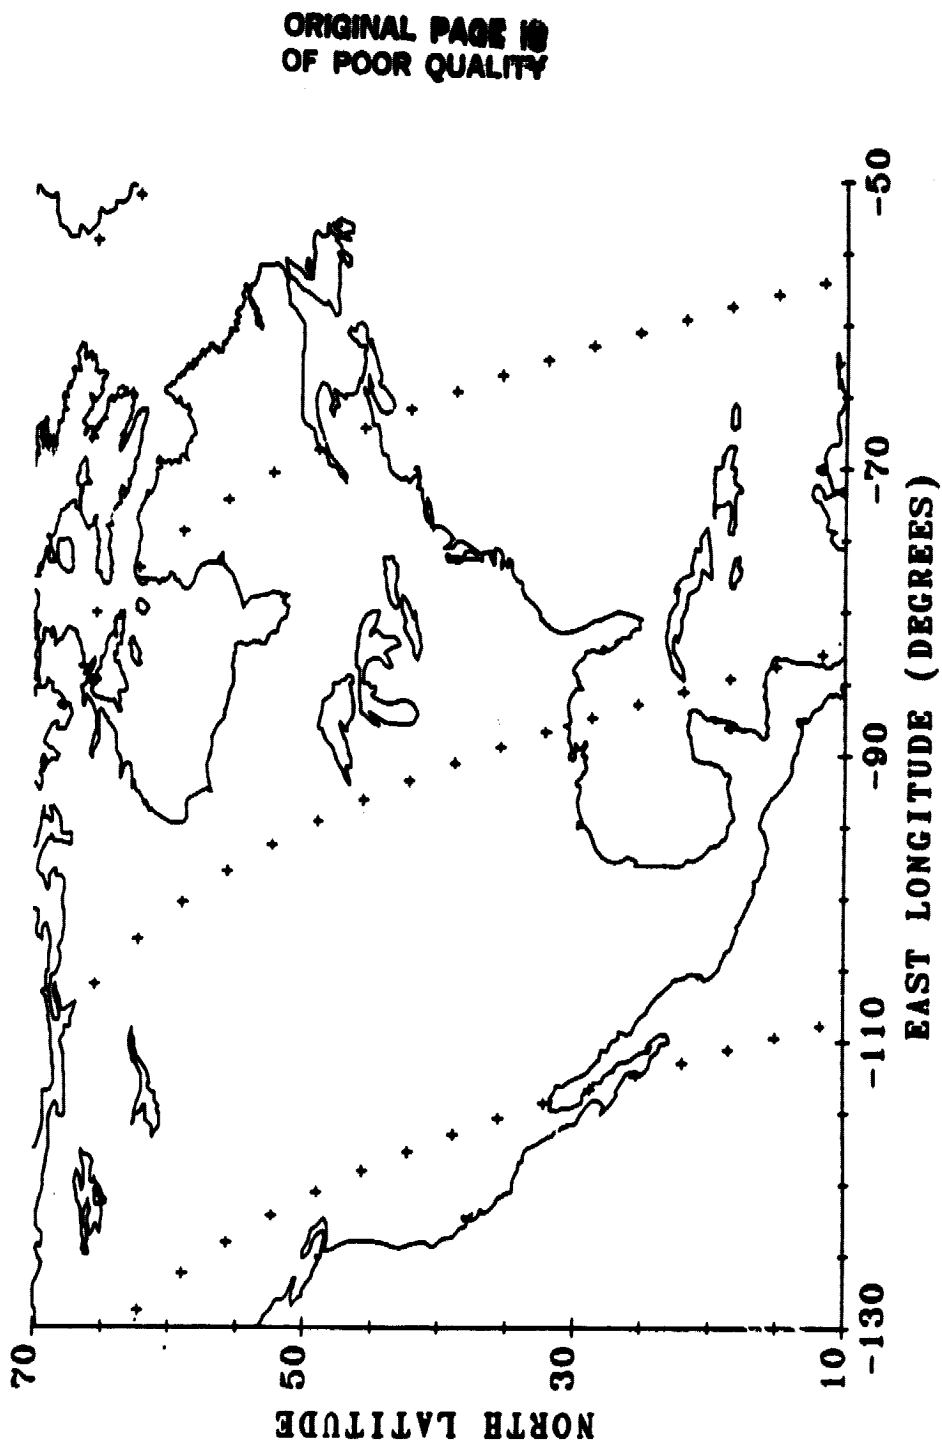 ORIGINAL PAGE IS
OF POOR QUALITY
NORTH LATITUDE
70
50
30
10
-130
-110
-90
-70
-50
EAST LONGITUDE (DEGREES)